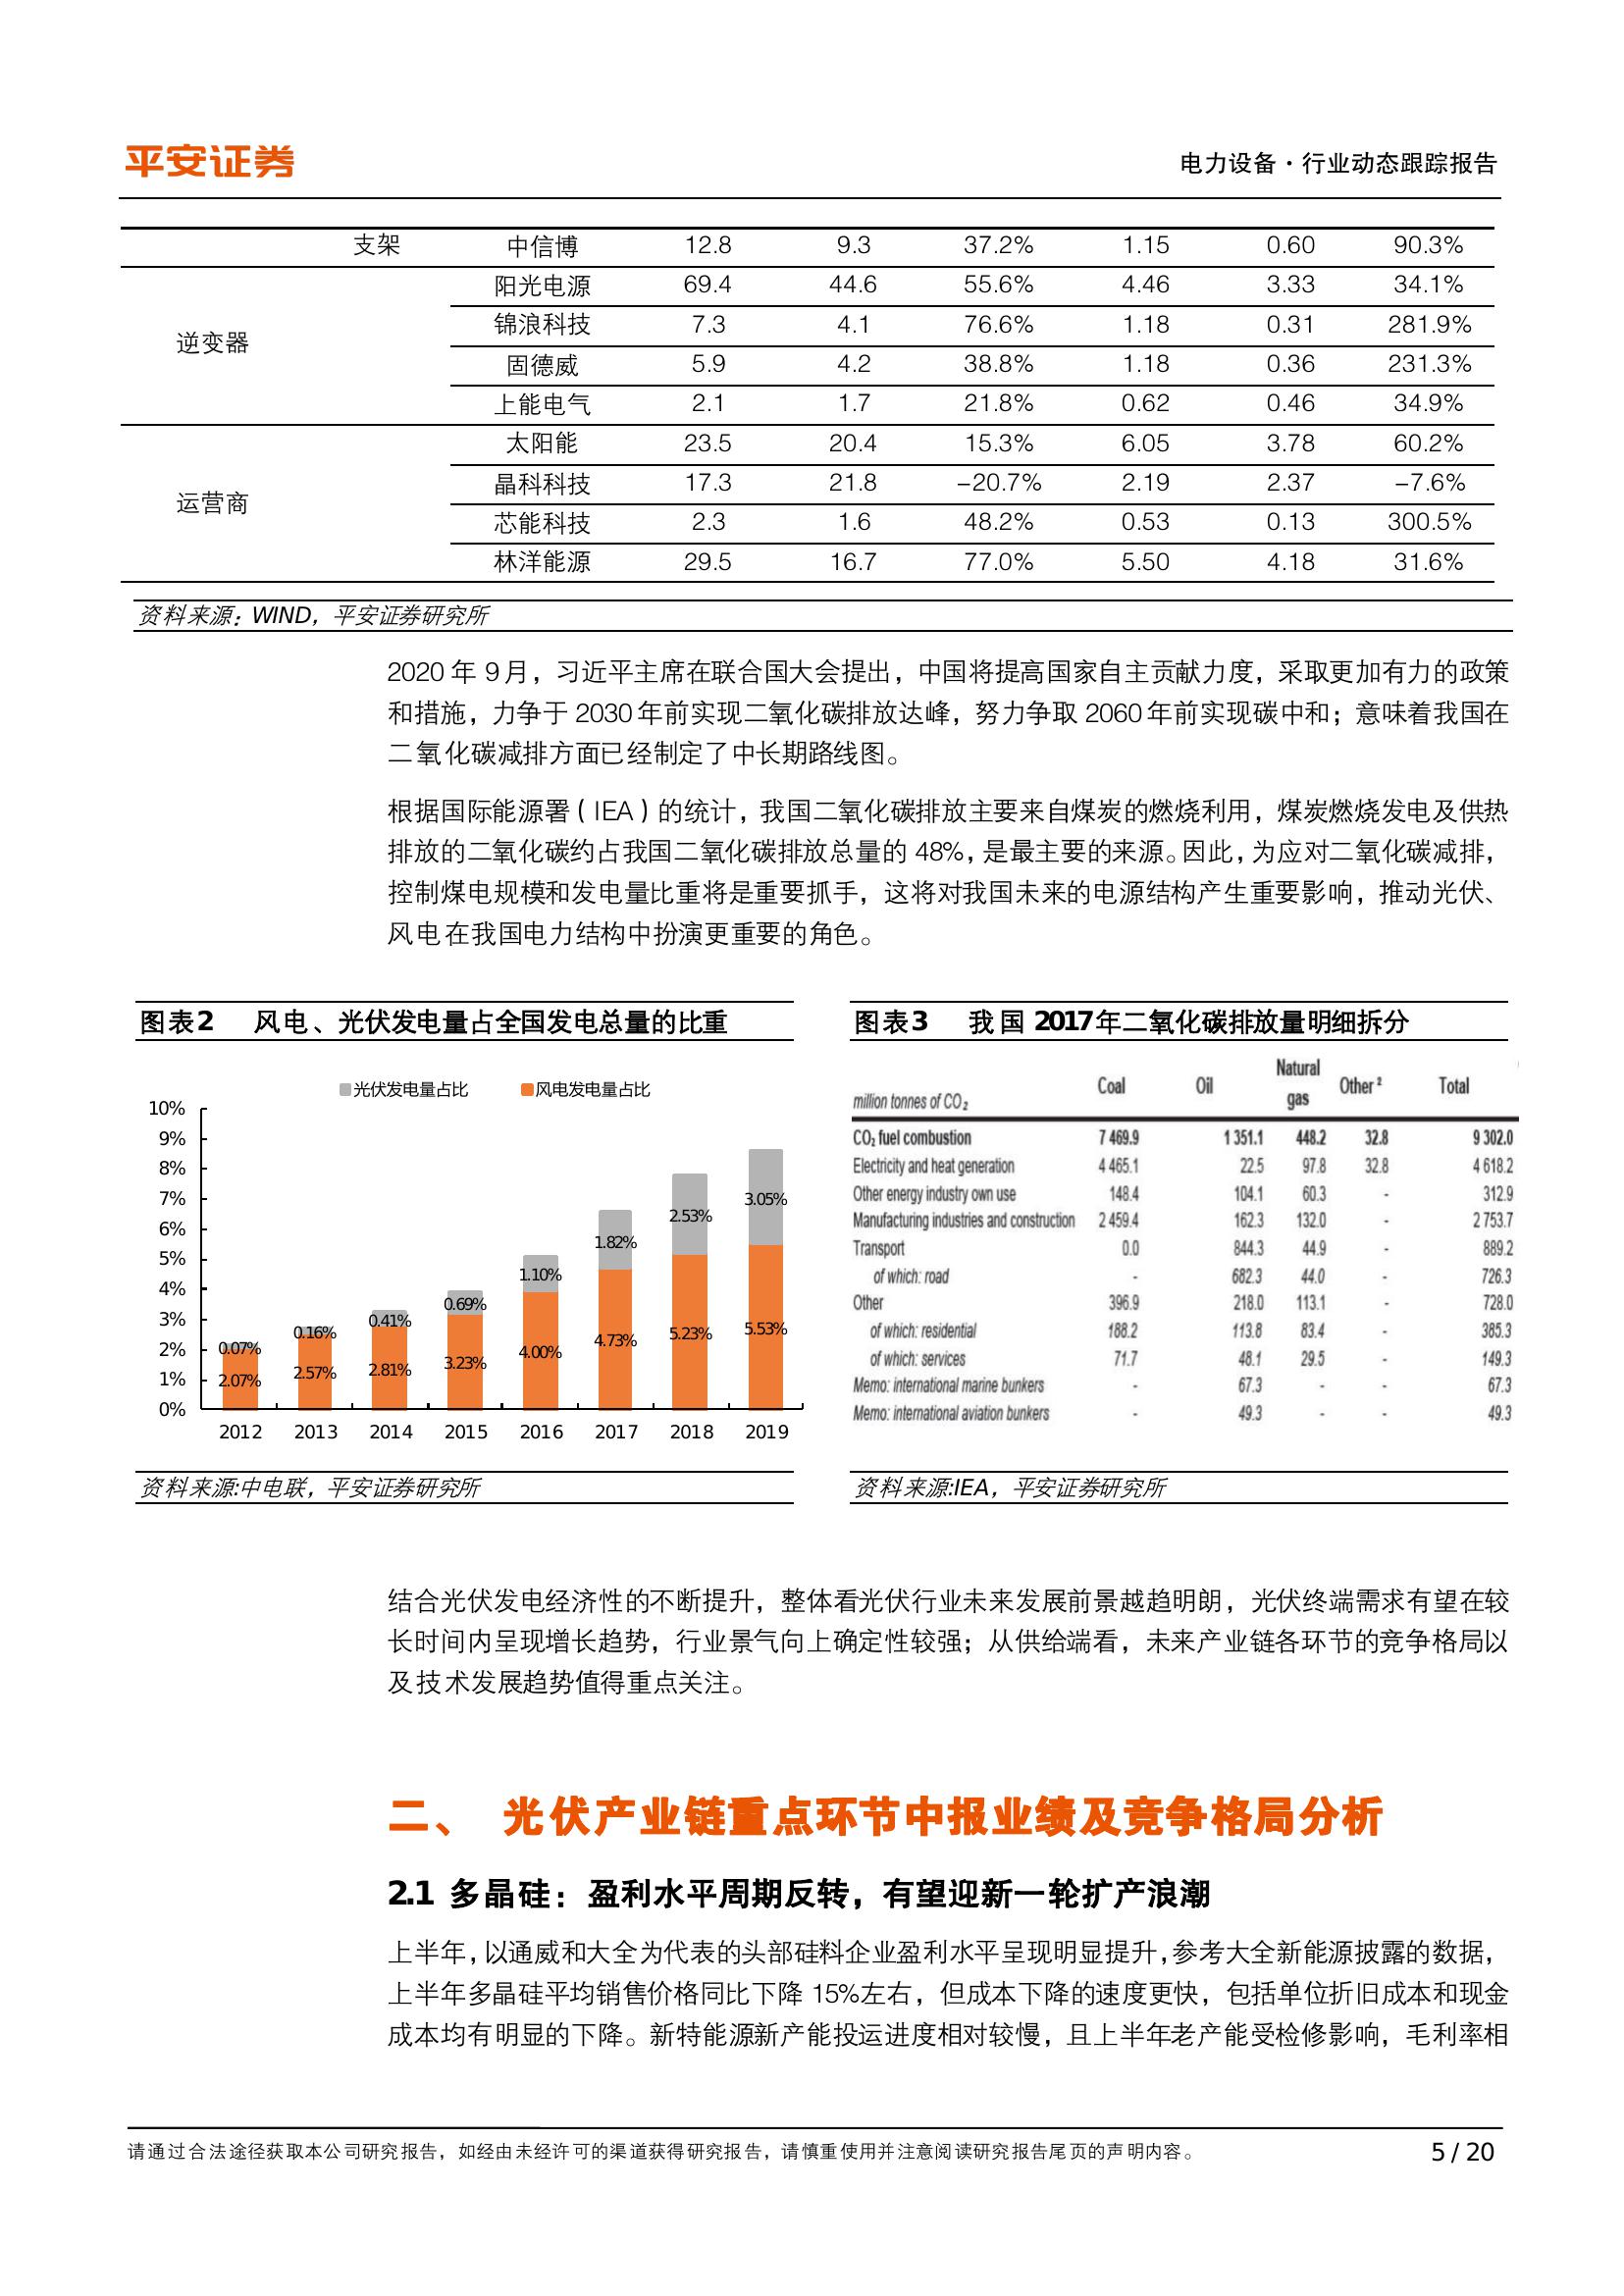 平安证券
电力设备·行业动态跟踪报告
支架 中信博 12.8 9.3 37.2% 1.15 0.60 90.3%
逆变器
阳光电源 69.4 44.6 55.6% 4.46 3.33 34.1%
锦浪科技 7.3 4.1 76.6% 1.18 0.31 281.9%
固德威 5.9 4.2 38.8% 1.18 0.36 231.3%
上能电气 2.1 1.7 21.8% 0.62 0.46 34.9%
运营商
太阳能 23.5 20.4 15.3% 6.05 3.78 60.2%
晶科科技 17.3 21.8 -20.7% 2.19 2.37 -7.6%
芯能科技 2.3 1.6 48.2% 0.53 0.13 300.5%
林洋能源 29.5 16.7 77.0% 5.50 4.18 31.6%
资料来源：WIND，平安证券研究所
2020 年 9月，习近平主席在联合国大会提出，中国将提高国家自主贡献力度，采取更加有力的政策
和措施，力争于 2030 年前实现二氧化碳排放达峰，努力争取 2060 年前实现碳中和；意味着我国在
二氧化碳减排方面已经制定了中长期路线图。
根据国际能源署（IEA）的统计，我国二氧化碳排放主要来自煤炭的燃烧利用，煤炭燃烧发电及供热
排放的二氧化碳约占我国二氧化碳排放总量的 48%，是最主要的来源。因此，为应对二氧化碳减排，
控制煤电规模和发电量比重将是重要抓手，这将对我国未来的电源结构产生重要影响，推动光伏、
风电在我国电力结构中扮演更重要的角色。
图表2 风电、光伏发电量占全国发电总量的比重
光伏发电量占比 风电发电量占比
10%
9%
8%
7%
6%
5%
4%
3%
2%
1%
0%
0.07% 0.16% 0.41% 0.69% 1.10% 1.82% 2.53% 3.05%
2.07% 2.57% 2.81% 3.23% 4.00% 4.73% 5.23% 5.53%
2012 2013 2014 2015 2016 2017 2018 2019
资料来源:中电联，平安证券研究所
图表3 我国 2017年二氧化碳排放量明细拆分
million tonnes of CO₂ Coal Oil Natural gas Other ² Total
CO₂ fuel combustion 7 469.9 1 351.1 448.2 32.8 9 302.0
Electricity and heat generation 4 465.1 22.5 97.8 32.8 4 618.2
Other energy industry own use 148.4 104.1 60.3 - 312.9
Manufacturing industries and construction 2 459.4 162.3 132.0 - 2 753.7
Transport 0.0 844.3 44.9 - 889.2
of which: road - 682.3 44.0 - 726.3
Other 396.9 218.0 113.1 - 728.0
of which: residential 188.2 113.8 83.4 - 385.3
of which: services 71.7 48.1 29.5 - 149.3
Memo: international marine bunkers - 67.3 - - 67.3
Memo: international aviation bunkers - 49.3 - - 49.3
资料来源:IEA，平安证券研究所
结合光伏发电经济性的不断提升，整体看光伏行业未来发展前景越趋明朗，光伏终端需求有望在较
长时间内呈现增长趋势，行业景气向上确定性较强；从供给端看，未来产业链各环节的竞争格局以
及技术发展趋势值得重点关注。
二、 光伏产业链重点环节中报业绩及竞争格局分析
2.1 多晶硅：盈利水平周期反转，有望迎新一轮扩产浪潮
上半年，以通威和大全为代表的头部硅料企业盈利水平呈现明显提升，参考大全新能源披露的数据，
上半年多晶硅平均销售价格同比下降 15%左右，但成本下降的速度更快，包括单位折旧成本和现金
成本均有明显的下降。新特能源新产能投运进度相对较慢，且上半年老产能受检修影响，毛利率相
请通过合法途径获取本公司研究报告，如经由未经许可的渠道获得研究报告，请慎重使用并注意阅读研究报告尾页的声明内容。
5 / 20